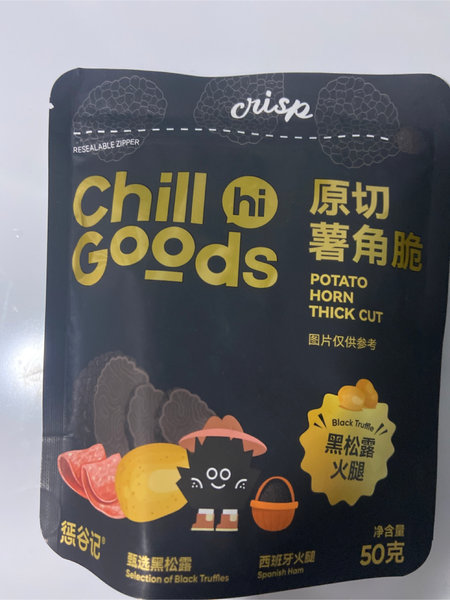 crisp
RESEALABLE ZIPPER
Chill hi
Goods
原切
薯角脆
POTATO
HORN
THICK CUT
图片仅供参考
Black Truffle
黑松露
火腿
惩谷记®
甄选黑松露
Selection of Black Truffles
西班牙火腿
Spanish Ham
净含量
50克